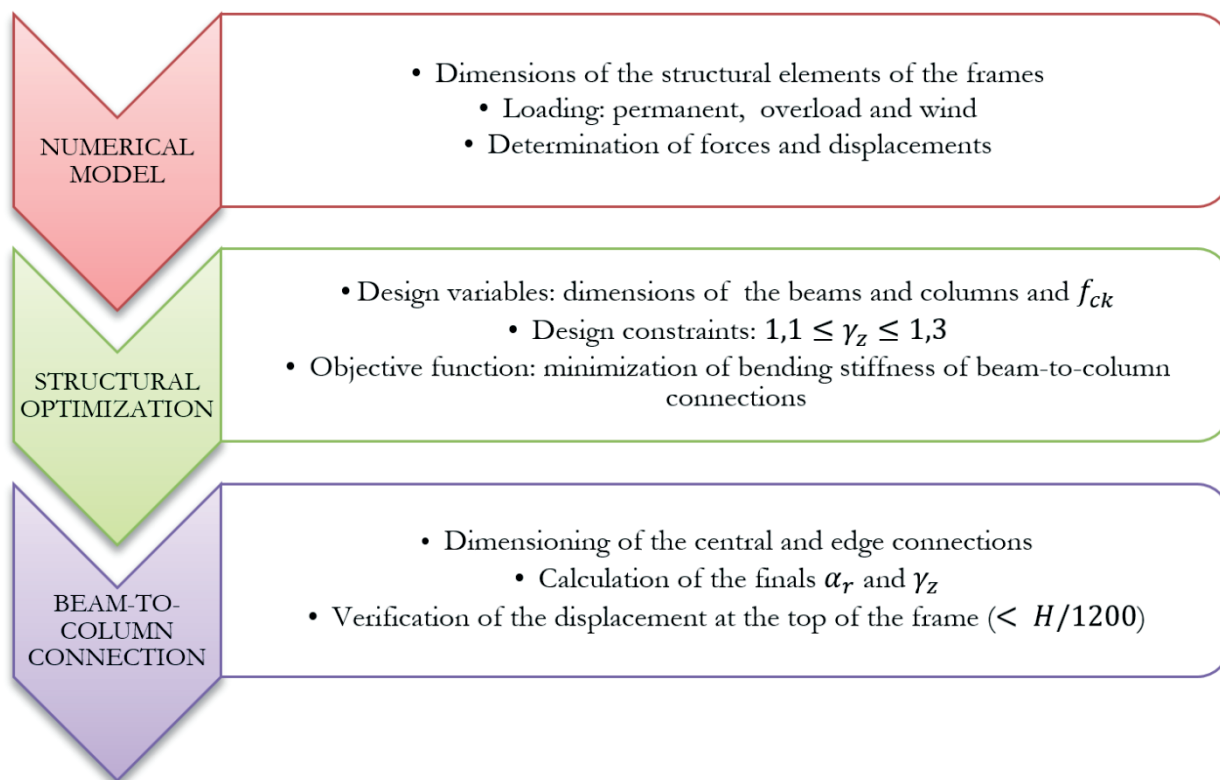 NUMERICAL
MODEL
• Dimensions of the structural elements of the frames
• Loading: permanent, overload and wind
• Determination of forces and displacements
STRUCTURAL
OPTIMIZATION
• Design variables: dimensions of the beams and columns and f_{ck}
• Design constraints: 1,1 ≤ γ_z ≤ 1,3
• Objective function: minimization of bending stiffness of beam-to-column
connections
BEAM-TO-
COLUMN
CONNECTION
• Dimensioning of the central and edge connections
• Calculation of the finals α_r and γ_z
• Verification of the displacement at the top of the frame (< H/1200)